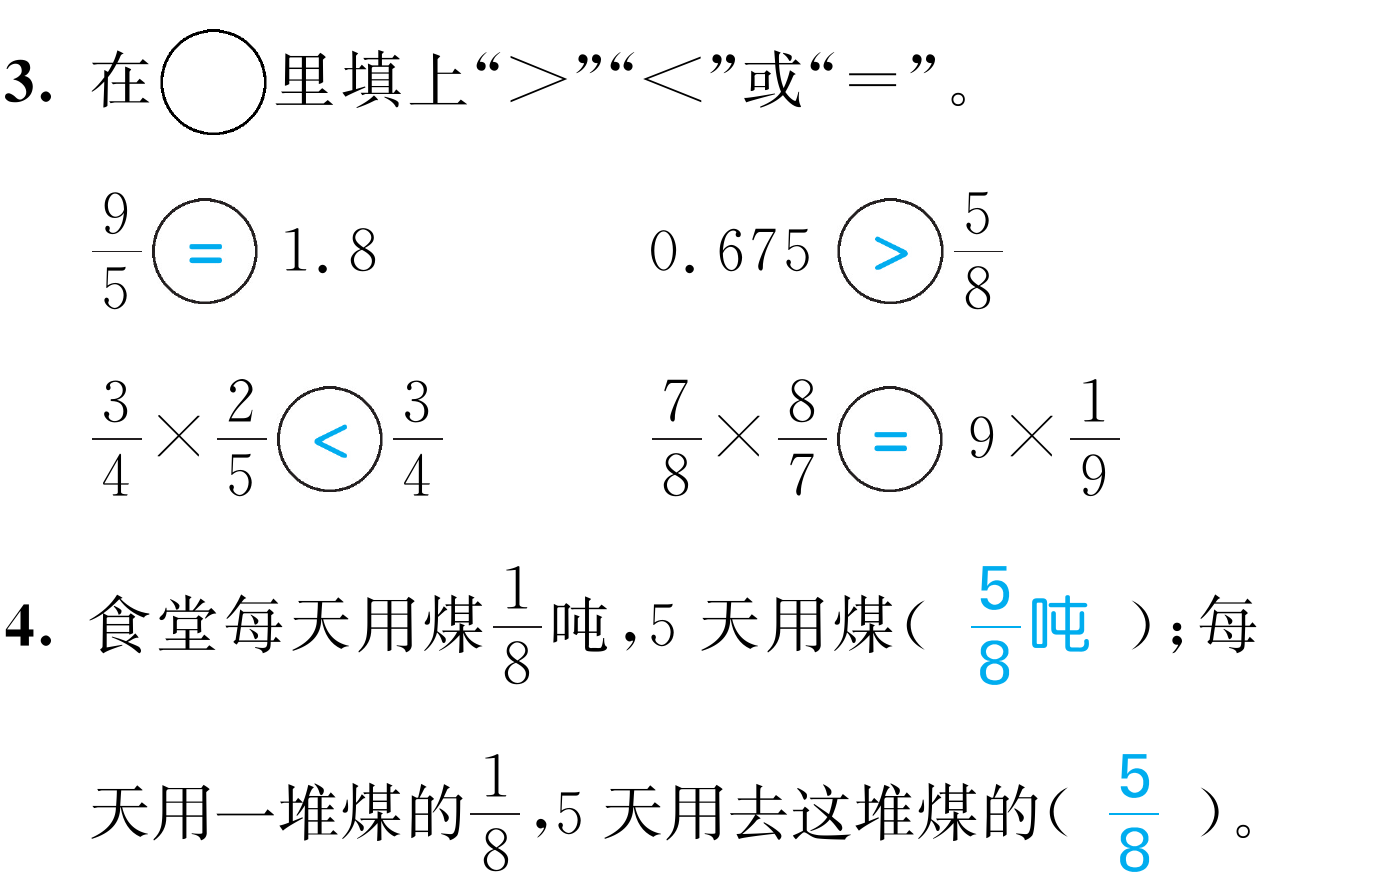 3. 在○里填上“＞”“＜”或“＝”。
9/5 = 1.8 0.675 > 5/8
3/4 × 2/5 < 3/4 7/8 × 8/7 = 9 × 1/9
4. 食堂每天用煤1/8吨,5 天用煤( 5/8吨 );每
天用一堆煤的1/8,5 天用去这堆煤的( 5/8 )。